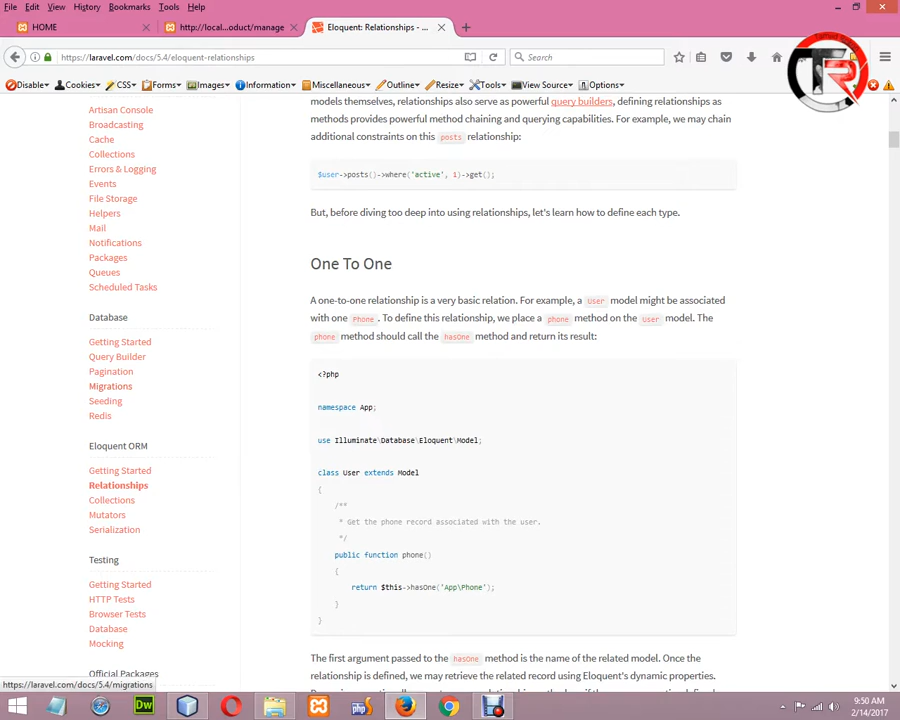 File Edit View History Bookmarks Tools Help
HOME http://local...oduct/manage Eloquent: Relationships - ...
https://laravel.com/docs/5.4/eloquent-relationships Search
Disable Cookies CSS Forms Images Information Miscellaneous Outline Resize Tools View Source Options
models themselves, relationships also serve as powerful query builders, defining relationships as
methods provides powerful method chaining and querying capabilities. For example, we may chain
additional constraints on this posts relationship:
$user->posts()->where('active', 1)->get();
But, before diving too deep into using relationships, let's learn how to define each type.
One To One
A one-to-one relationship is a very basic relation. For example, a User model might be associated
with one Phone . To define this relationship, we place a phone method on the User model. The
phone method should call the hasOne method and return its result:
<?php
namespace App;
use Illuminate\Database\Eloquent\Model;
class User extends Model
{
/**
* Get the phone record associated with the user.
*/
public function phone()
{
return $this->hasOne('App\Phone');
}
}
The first argument passed to the hasOne method is the name of the related model. Once the
relationship is defined, we may retrieve the related record using Eloquent's dynamic properties.
Artisan Console
Broadcasting
Cache
Collections
Errors & Logging
Events
File Storage
Helpers
Mail
Notifications
Packages
Queues
Scheduled Tasks
Database
Getting Started
Query Builder
Pagination
Migrations
Seeding
Redis
Eloquent ORM
Getting Started
Relationships
Collections
Mutators
Serialization
Testing
Getting Started
HTTP Tests
Browser Tests
Database
Mocking
Official Packages
https://laravel.com/docs/5.4/migrations
Dw
php
9:50 AM
2/14/2017